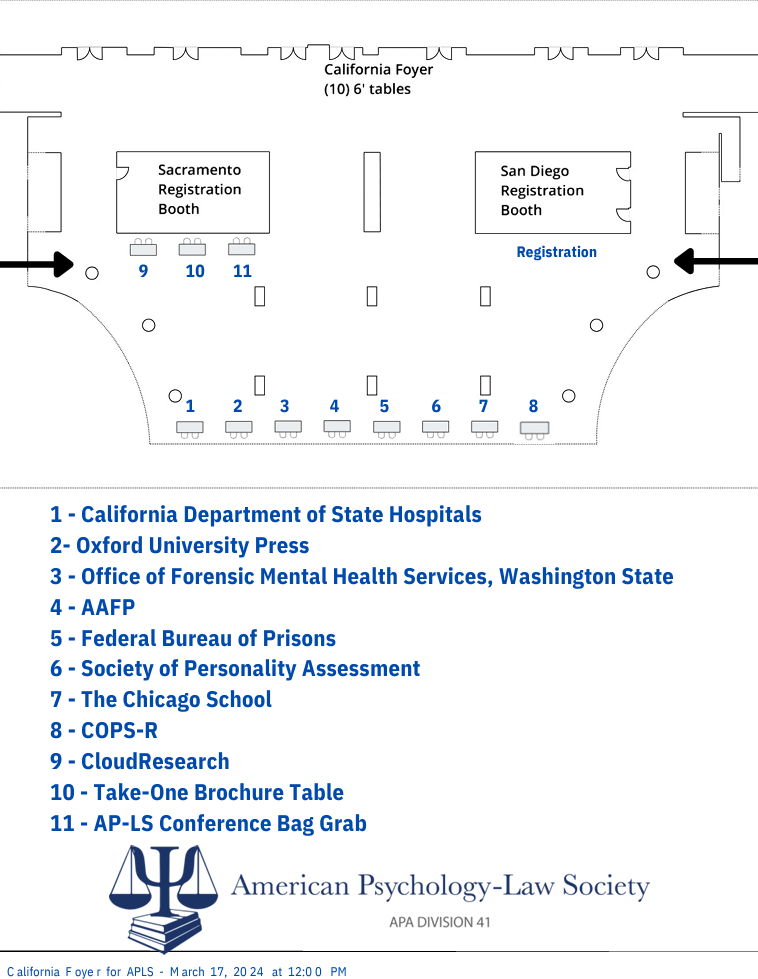 California Foyer
(10) 6' tables
Sacramento
Registration
Booth
San Diego
Registration
Booth
Registration
9 10 11
1 2 3 4 5 6 7 8
1 - California Department of State Hospitals
2- Oxford University Press
3 - Office of Forensic Mental Health Services, Washington State
4 - AAFP
5 - Federal Bureau of Prisons
6 - Society of Personality Assessment
7 - The Chicago School
8 - COPS-R
9 - CloudResearch
10 - Take-One Brochure Table
11 - AP-LS Conference Bag Grab
American Psychology-Law Society
APA DIVISION 41
California Foyer for APLS - March 17, 2024 at 12:00 PM